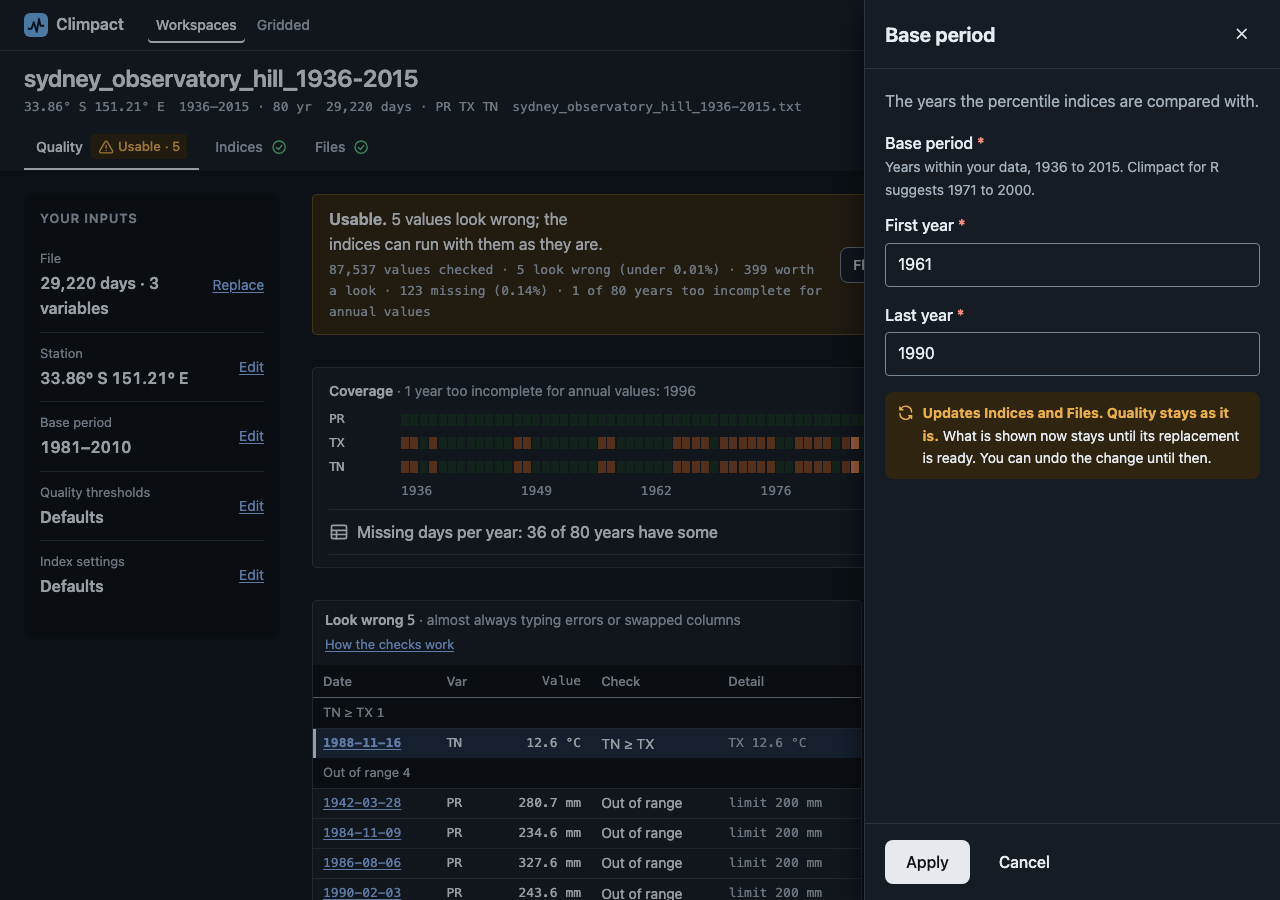 Climpact
Workspaces
Gridded
sydney_observatory_hill_1936-2015
33.86° S 151.21° E 1936–2015 · 80 yr 29,220 days · PR TX TN sydney_observatory_hill_1936–2015.txt
Quality
Usable · 5
Indices
Files
YOUR INPUTS
File
29,220 days · 3
variables
Replace
Station
33.86° S 151.21° E
Edit
Base period
1981–2010
Edit
Quality thresholds
Defaults
Edit
Index settings
Defaults
Edit
Usable. 5 values look wrong; the
indices can run with them as they are.
87,537 values checked · 5 look wrong (under 0.01%) · 399 worth
a look · 123 missing (0.14%) · 1 of 80 years too incomplete for
annual values
Coverage · 1 year too incomplete for annual values: 1996
PR
TX
TN
1936 1949 1962 1976
Missing days per year: 36 of 80 years have some
Look wrong 5 · almost always typing errors or swapped columns
How the checks work
Date Var Value Check Detail
TN ≥ TX 1
1988–11–16 TN 12.6 °C TN ≥ TX TX 12.6 °C
Out of range 4
1942–03–28 PR 280.7 mm Out of range limit 200 mm
1984–11–09 PR 234.6 mm Out of range limit 200 mm
1986–08–06 PR 327.6 mm Out of range limit 200 mm
1990–02–03 PR 243.6 mm Out of range limit 200 mm
Base period
The years the percentile indices are compared with.
Base period *
Years within your data, 1936 to 2015. Climpact for R
suggests 1971 to 2000.
First year *
1961
Last year *
1990
Updates Indices and Files. Quality stays as it
is. What is shown now stays until its replacement
is ready. You can undo the change until then.
Apply
Cancel